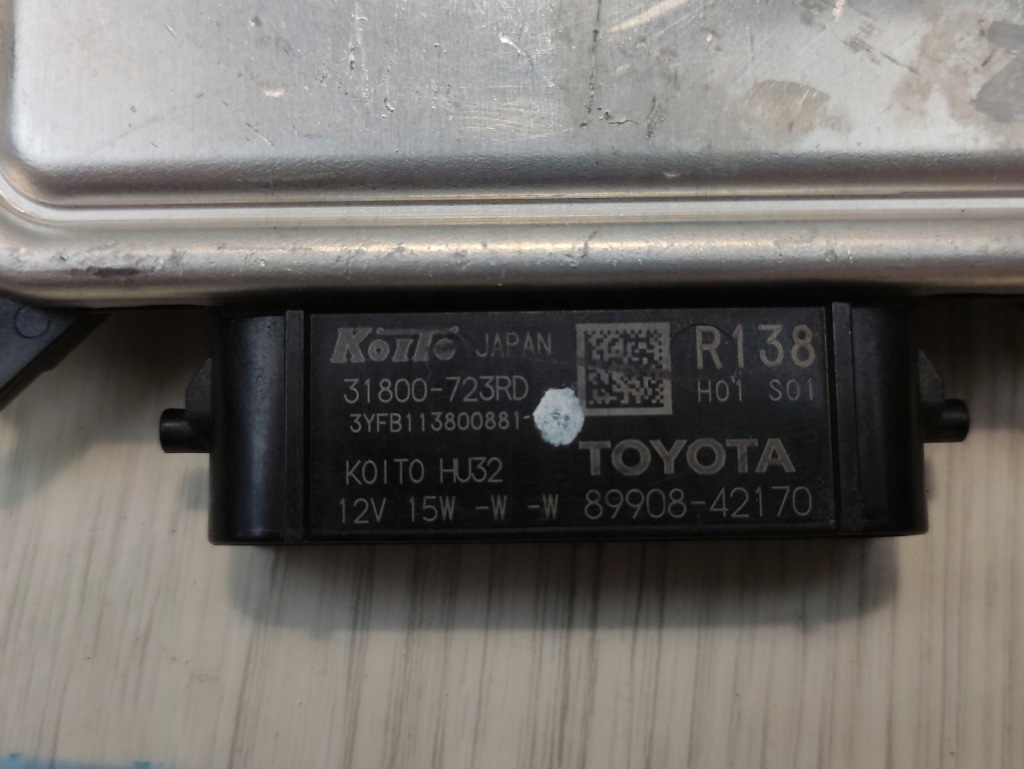 KOITO JAPAN
R138
31800-723RD
H01 S01
3YFB113800881-
TOYOTA
KOITO HU32
12V 15W -W -W 89908-42170